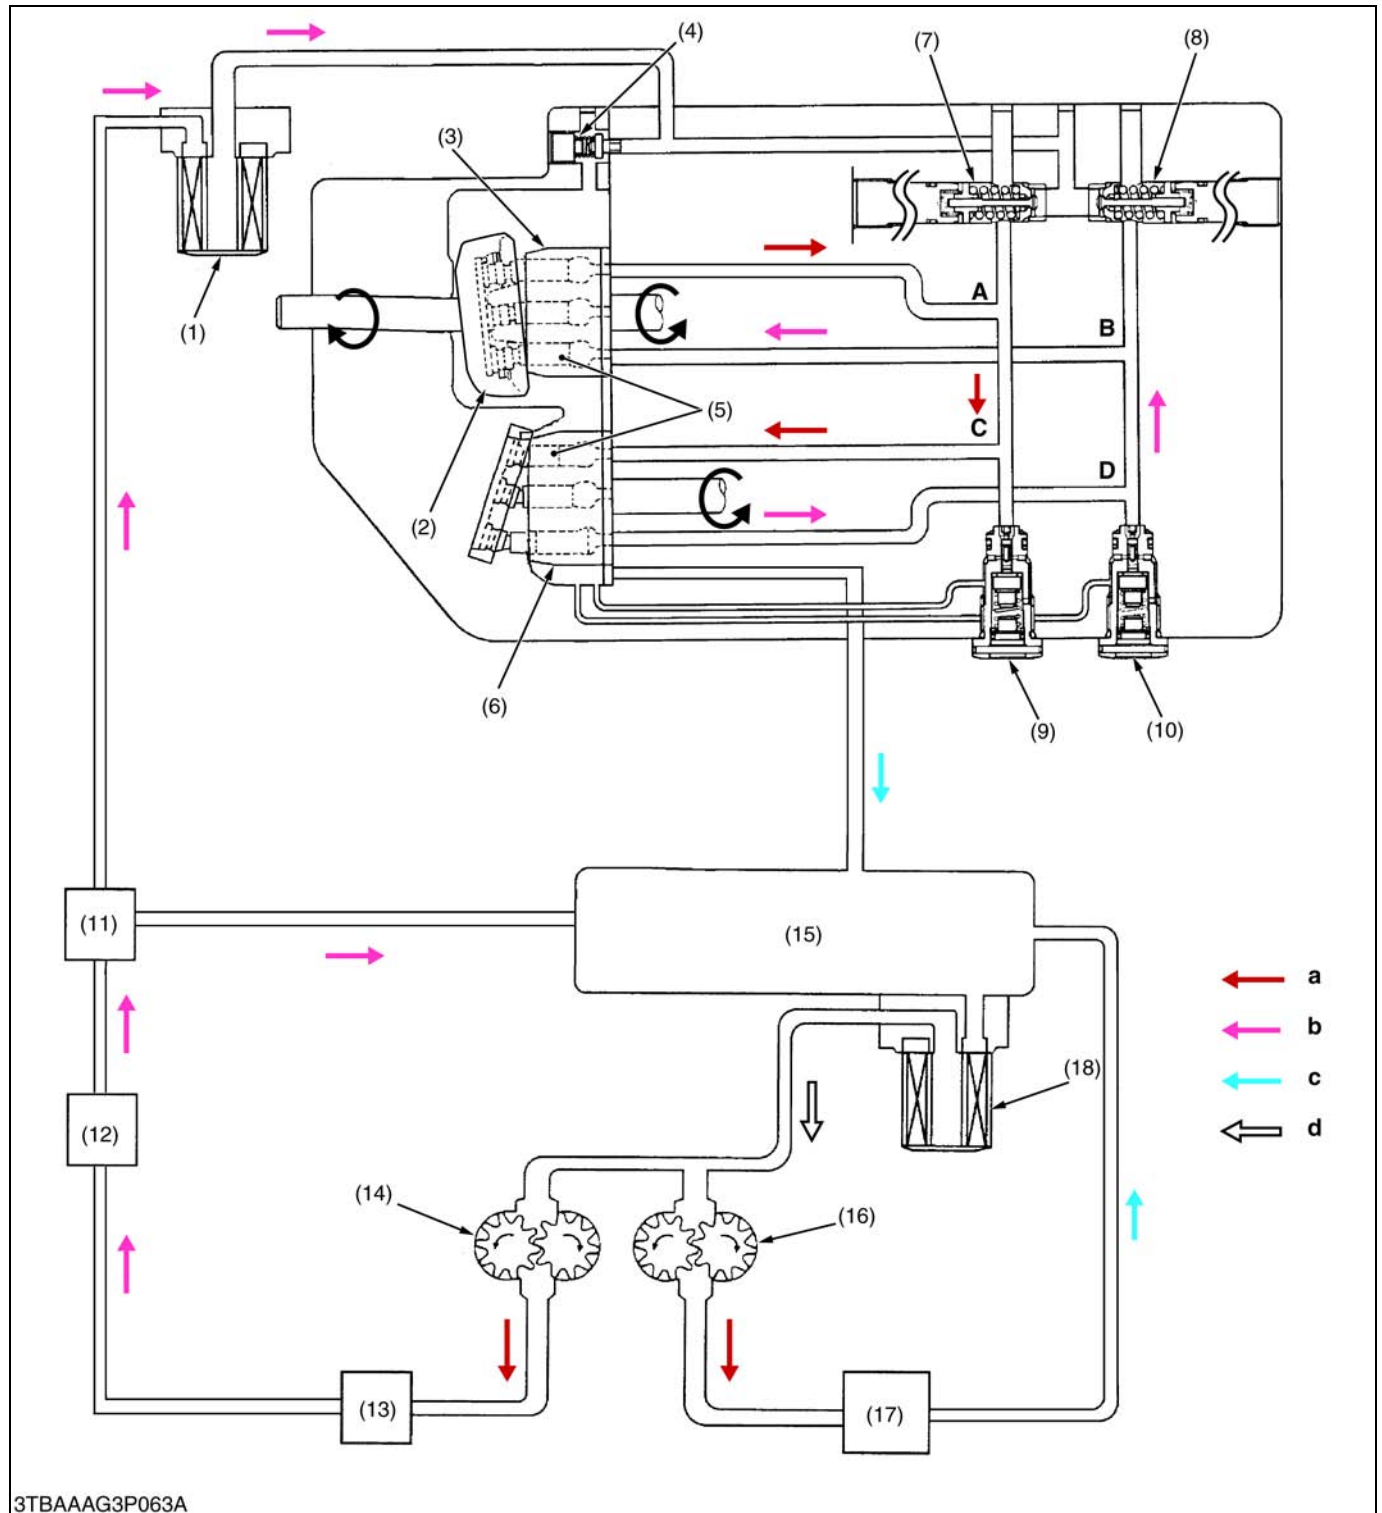 (4)
(7)
(8)
(3)
(1)
A
B
(5)
C
D
(2)
(6)
(9)
(10)
(11)
(15)
a
b
(18)
c
(12)
d
(14)
(16)
(13)
(17)
3TBAAAG3P063A